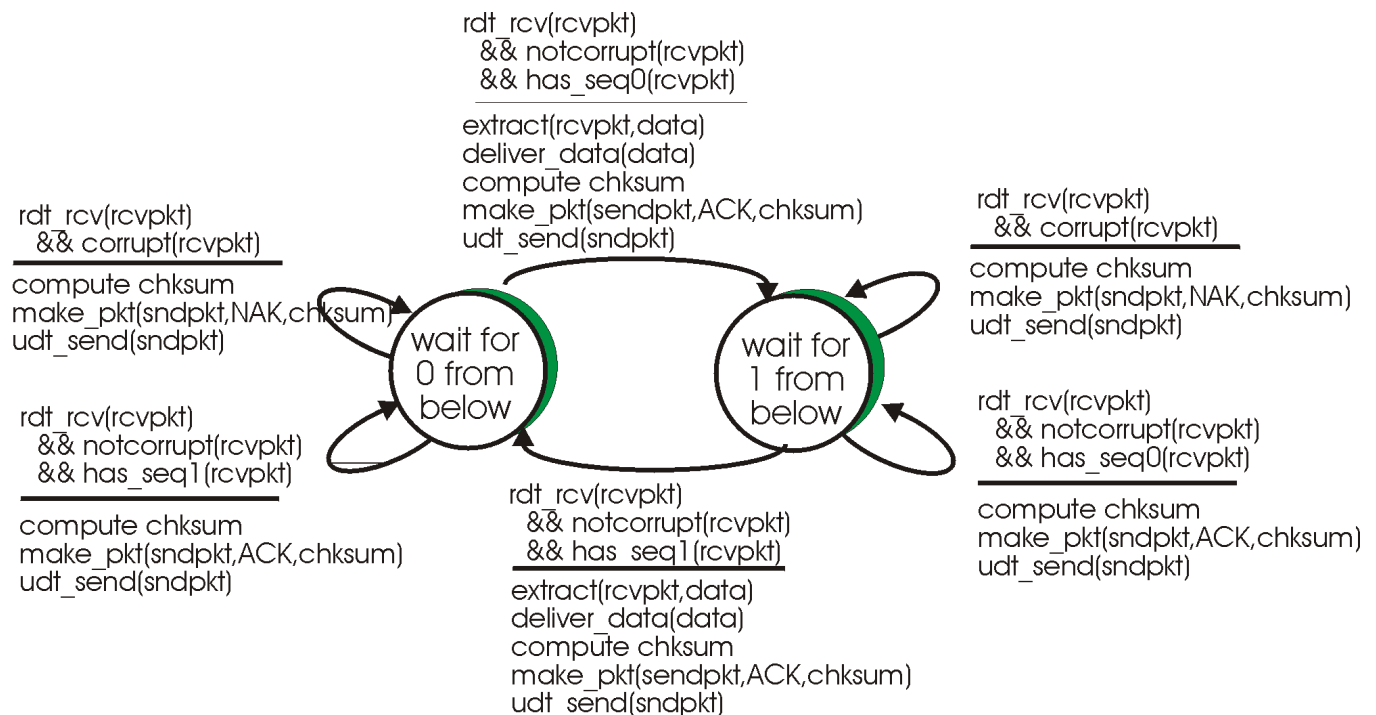 rdt_rcv(rcvpkt)
&& notcorrupt(rcvpkt)
&& has_seq0(rcvpkt)
extract(rcvpkt,data)
deliver_data(data)
compute chksum
make_pkt(sendpkt,ACK,chksum)
udt_send(sndpkt)
rdt_rcv(rcvpkt)
&& corrupt(rcvpkt)
compute chksum
make_pkt(sndpkt,NAK,chksum)
udt_send(sndpkt)
rdt_rcv(rcvpkt)
&& notcorrupt(rcvpkt)
&& has_seq1(rcvpkt)
compute chksum
make_pkt(sndpkt,ACK,chksum)
udt_send(sndpkt)
wait for
0 from
below
wait for
1 from
below
rdt_rcv(rcvpkt)
&& corrupt(rcvpkt)
compute chksum
make_pkt(sndpkt,NAK,chksum)
udt_send(sndpkt)
rdt_rcv(rcvpkt)
&& notcorrupt(rcvpkt)
&& has_seq0(rcvpkt)
compute chksum
make_pkt(sndpkt,ACK,chksum)
udt_send(sndpkt)
rdt_rcv(rcvpkt)
&& notcorrupt(rcvpkt)
&& has_seq1(rcvpkt)
extract(rcvpkt,data)
deliver_data(data)
compute chksum
make_pkt(sendpkt,ACK,chksum)
udt_send(sndpkt)